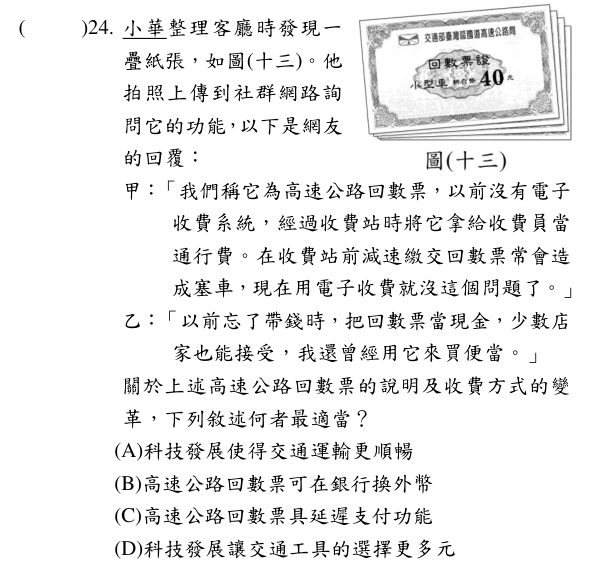 (　　)24. 小華整理客廳時發現一
疊紙張，如圖(十三)。他
拍照上傳到社群網路詢
問它的功能，以下是網友
的回覆：
交通部臺灣區國道高速公路局
回數票證
小型車
40元
圖(十三)
甲：「我們稱它為高速公路回數票，以前沒有電子
收費系統，經過收費站時將它拿給收費員當
通行費。在收費站前減速繳交回數票常會造
成塞車，現在用電子收費就沒這個問題了。」
乙：「以前忘了帶錢時，把回數票當現金，少數店
家也能接受，我還曾經用它來買便當。」
關於上述高速公路回數票的說明及收費方式的變
革，下列敘述何者最適當？
(A)科技發展使得交通運輸更順暢
(B)高速公路回數票可在銀行換外幣
(C)高速公路回數票具延遲支付功能
(D)科技發展讓交通工具的選擇更多元